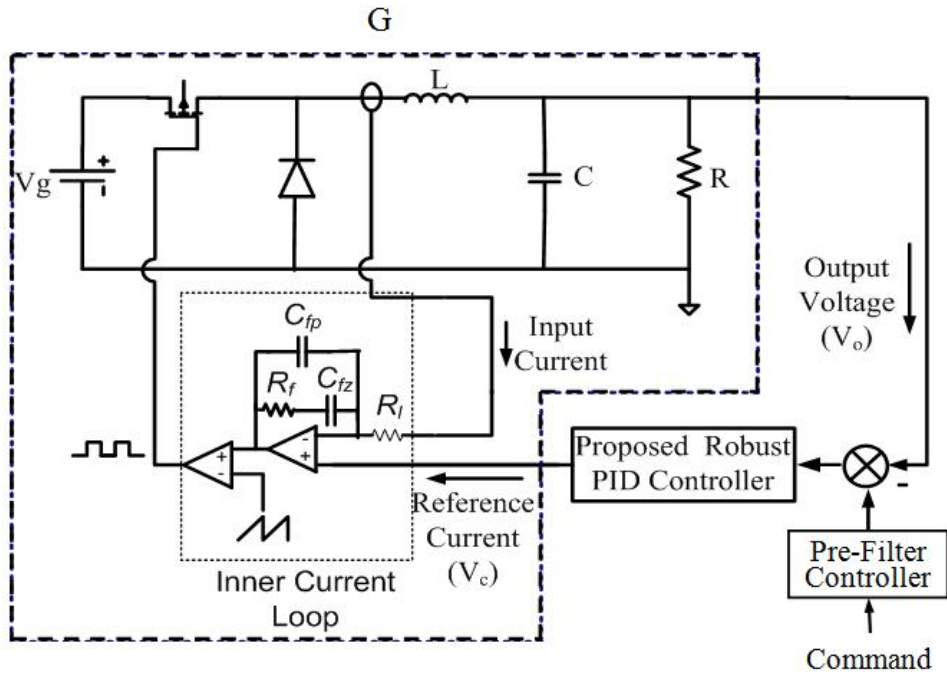 G
L
Vg
+
-
C
R
Output
Voltage
(Vo)
Cfp
Rf
Cfz
Rl
Input
Current
-
+
+
-
Proposed Robust
PID Controller
-
Reference
Current
(Vc)
Pre-Filter
Controller
Inner Current
Loop
Command